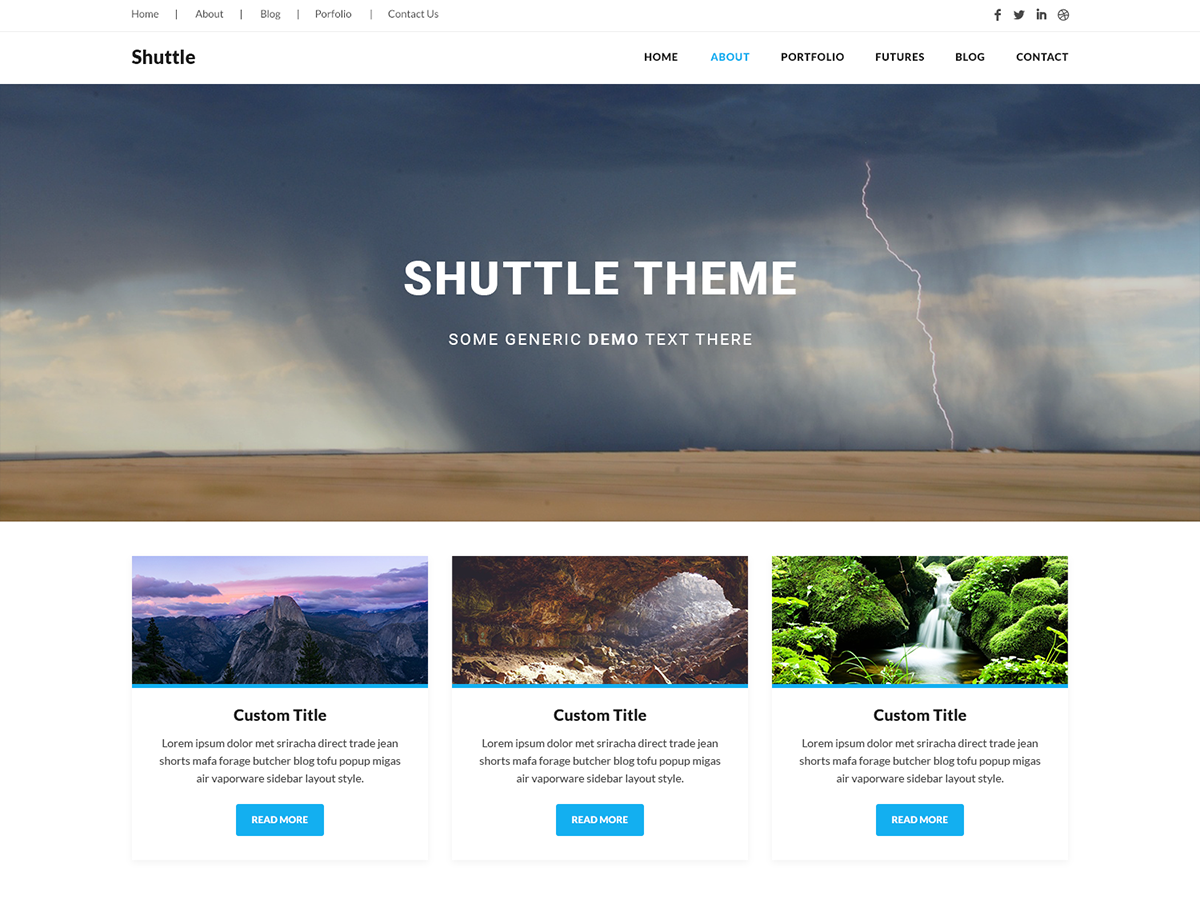 Home | About | Blog | Porfolio | Contact Us
Shuttle
HOME ABOUT PORTFOLIO FUTURES BLOG CONTACT
SHUTTLE THEME
SOME GENERIC DEMO TEXT THERE
Custom Title
Lorem ipsum dolor met sriracha direct trade jean
shorts mafa forage butcher blog tofu popup migas
air vaporware sidebar layout style.
READ MORE
Custom Title
Lorem ipsum dolor met sriracha direct trade jean
shorts mafa forage butcher blog tofu popup migas
air vaporware sidebar layout style.
READ MORE
Custom Title
Lorem ipsum dolor met sriracha direct trade jean
shorts mafa forage butcher blog tofu popup migas
air vaporware sidebar layout style.
READ MORE